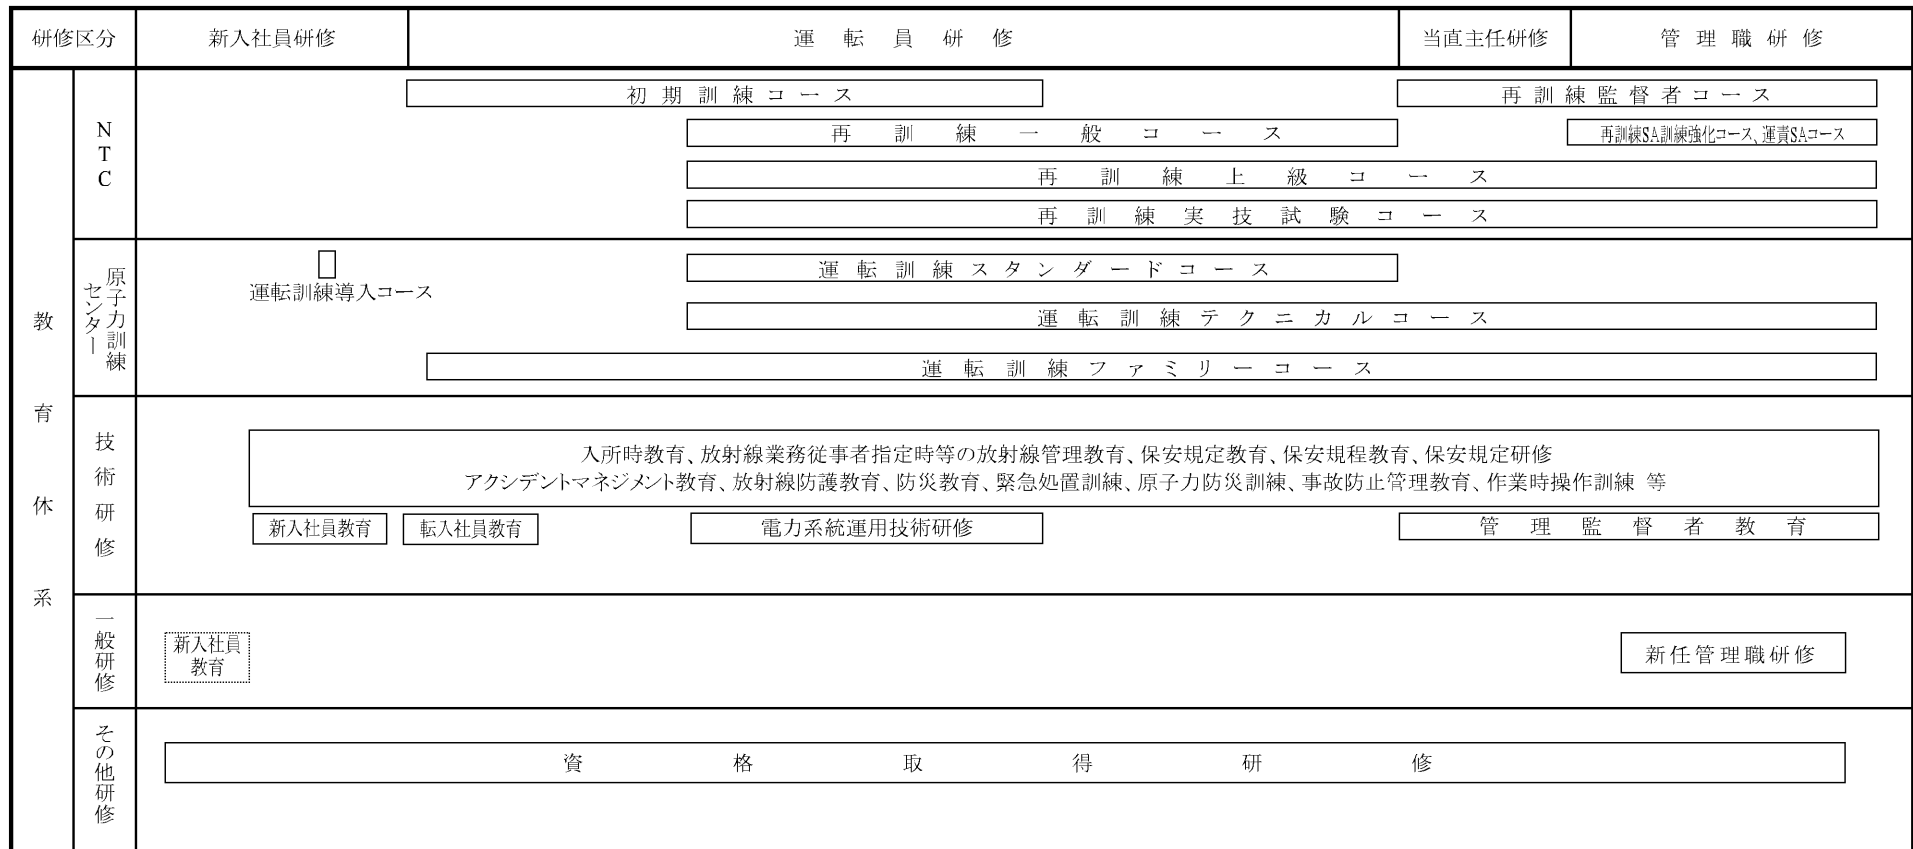 研修区分
新入社員研修
運転員研修
当直主任研修
管理職研修
教育体系
NTC
初期訓練コース
再訓練監督者コース
再訓練一般コース
再訓練SA訓練強化コース、運責SAコース
再訓練上級コース
再訓練実技試験コース
原子力訓練
センター
運転訓練導入コース
運転訓練スタンダードコース
運転訓練テクニカルコース
運転訓練ファミリーコース
技術研修
入所時教育、放射線業務従事者指定時等の放射線管理教育、保安規定教育、保安規程教育、保安規定研修
アクシデントマネジメント教育、放射線防護教育、防災教育、緊急処置訓練、原子力防災訓練、事故防止管理教育、作業時操作訓練 等
新入社員教育
転入社員教育
電力系統運用技術研修
管理監督者教育
一般研修
新入社員
教育
新任管理職研修
その他研修
資格取得研修